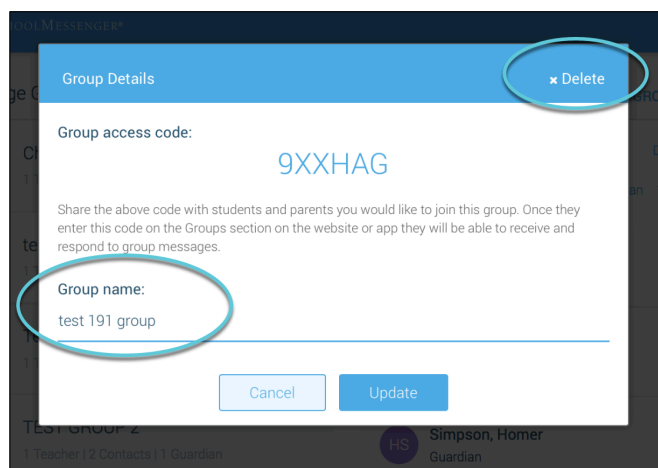 OOLMESSENGER®
Group Details
× Delete
Group access code:
9XXHAG
Share the above code with students and parents you would like to join this group. Once they
enter this code on the Groups section on the website or app they will be able to receive and
respond to group messages.
Group name:
test 191 group
Cancel
Update
TEST GROUP 2
1 Teacher | 2 Contacts | 1 Guardian
HS
Simpson, Homer
Guardian